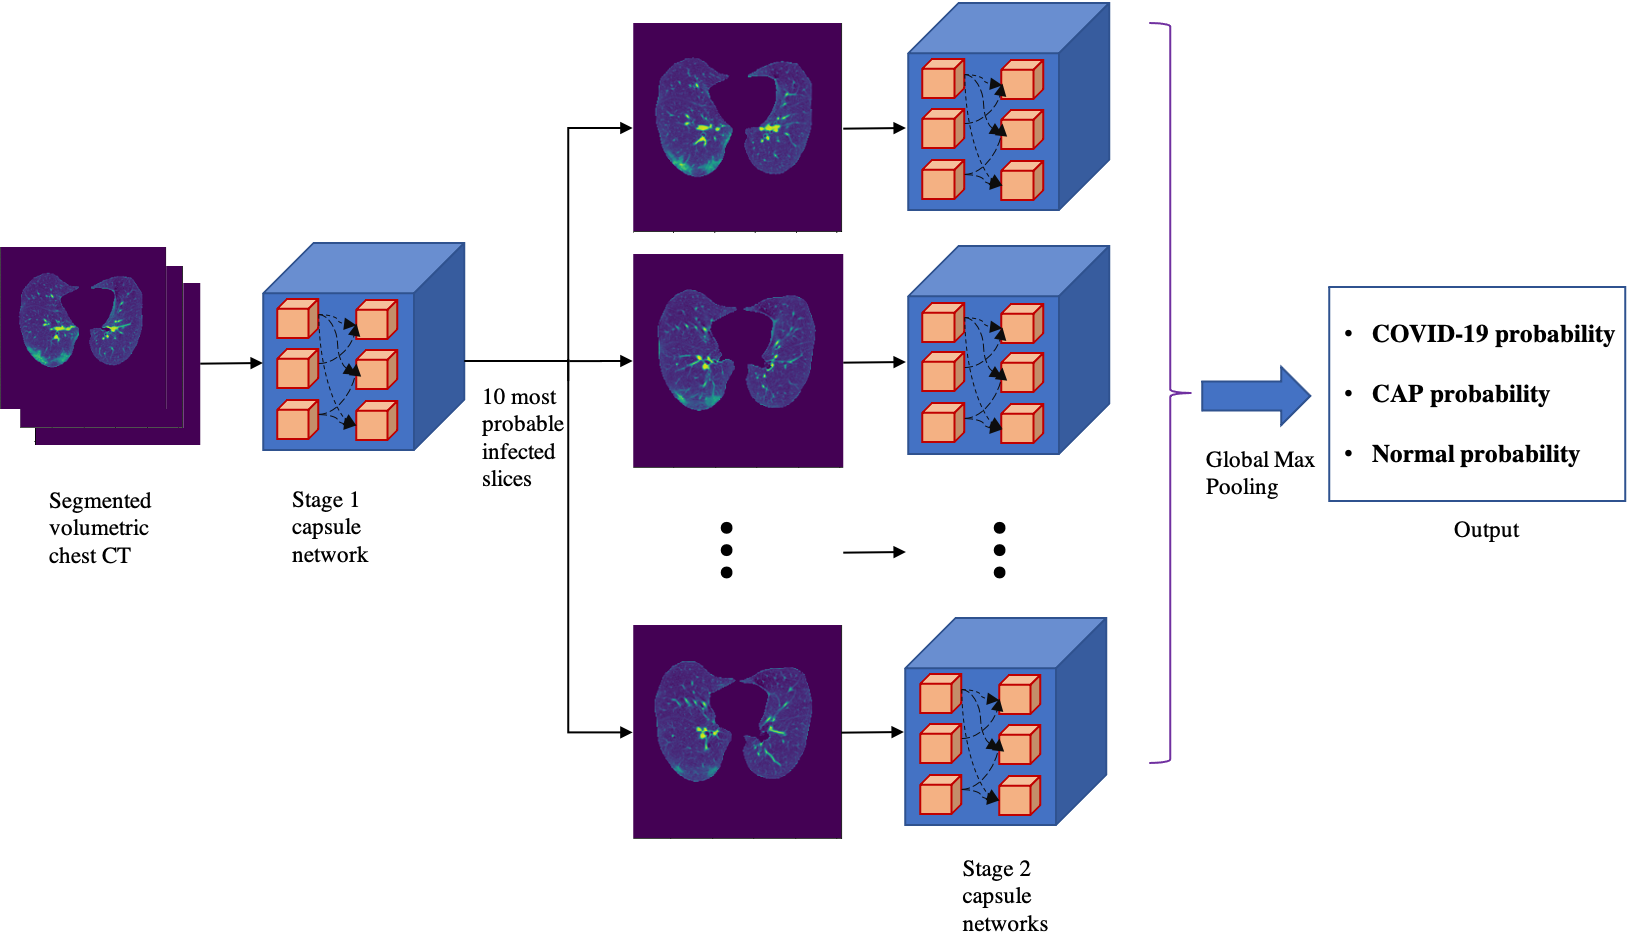 Segmented
volumetric
chest CT
Stage 1
capsule
network
10 most
probable
infected
slices
Stage 2
capsule
networks
Global Max
Pooling
• COVID-19 probability
• CAP probability
• Normal probability
Output